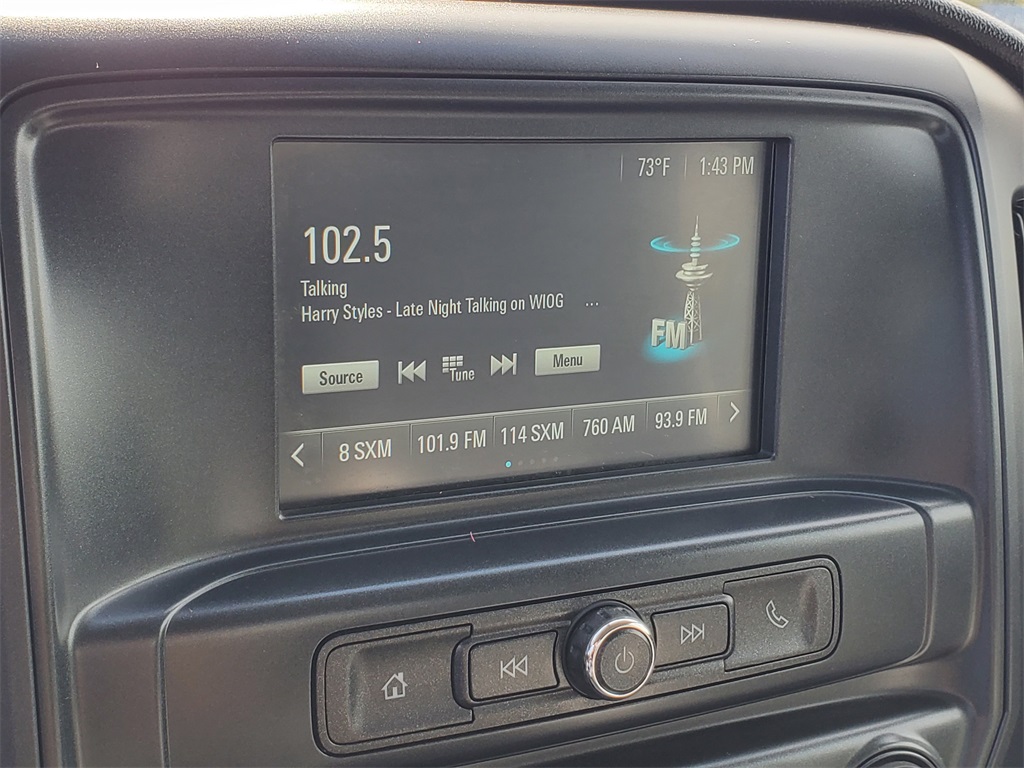 73°F 1:43 PM
102.5
Talking
Harry Styles - Late Night Talking on WIOG ...
FM
Source Tune Menu
8 SXM 101.9 FM 114 SXM 760 AM 93.9 FM